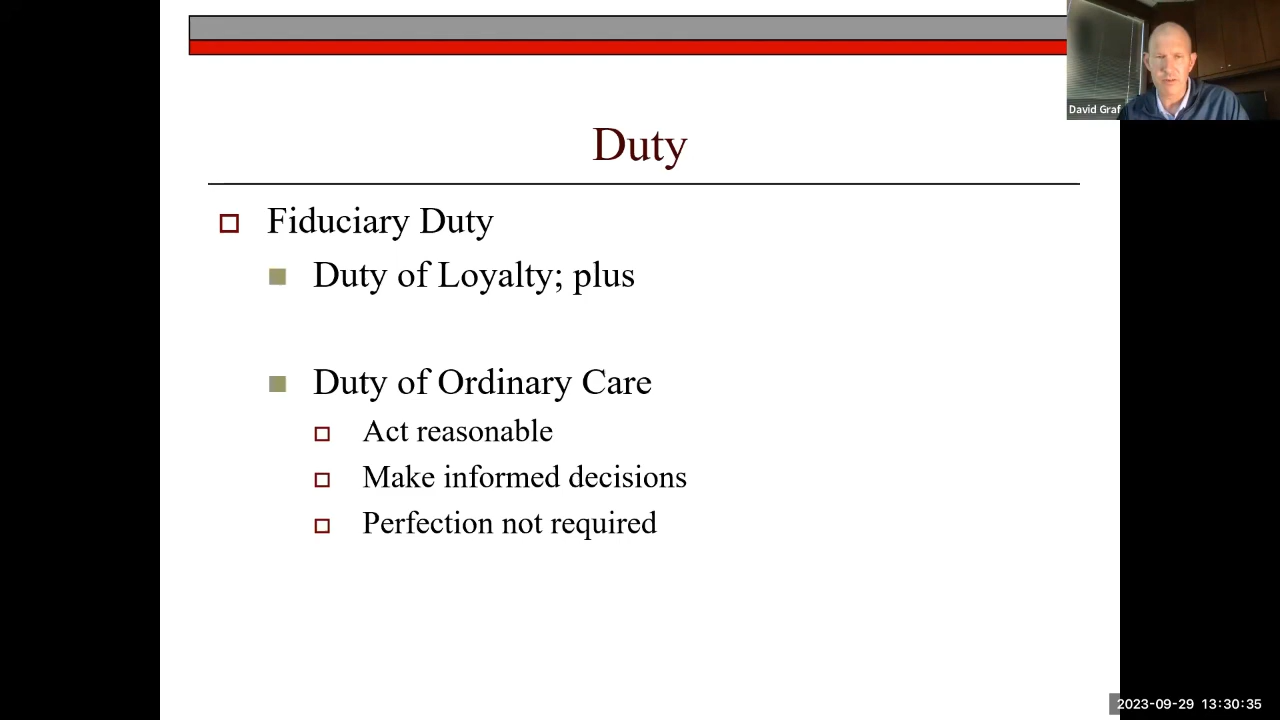 David Graf
Duty
Fiduciary Duty
Duty of Loyalty; plus
Duty of Ordinary Care
Act reasonable
Make informed decisions
Perfection not required
2023-09-29 13:30:35